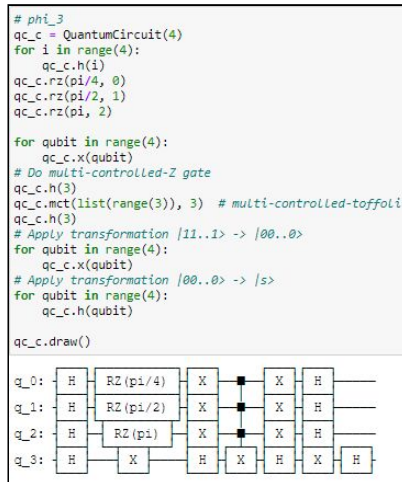 # phi_3
qc_c = QuantumCircuit(4)
for i in range(4):
    qc_c.h(i)
qc_c.rz(pi/4, 0)
qc_c.rz(pi/2, 1)
qc_c.rz(pi, 2)
for qubit in range(4):
    qc_c.x(qubit)
# Do multi-controlled-Z gate
qc_c.h(3)
qc_c.mct(list(range(3)), 3)  # multi-controlled-toffoli
qc_c.h(3)
# Apply transformation |11..1> -> |00..0>
for qubit in range(4):
    qc_c.x(qubit)
# Apply transformation |00..0> -> |s>
for qubit in range(4):
    qc_c.h(qubit)
qc_c.draw()
q_0: H RZ(pi/4) X X H
q_1: H RZ(pi/2) X X H
q_2: H RZ(pi) X X H
q_3: H X H X H X H